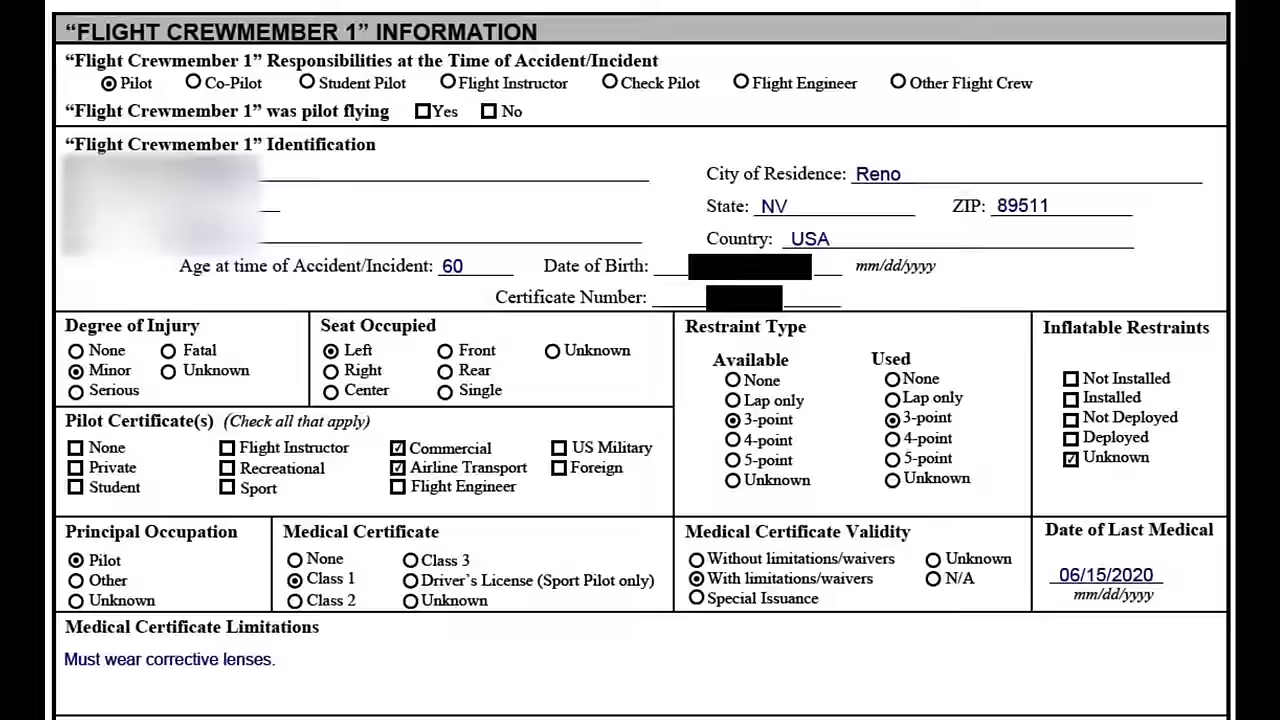 “FLIGHT CREWMEMBER 1” INFORMATION
“Flight Crewmember 1” Responsibilities at the Time of Accident/Incident
Pilot Co-Pilot Student Pilot Flight Instructor Check Pilot Flight Engineer Other Flight Crew
“Flight Crewmember 1” was pilot flying Yes No
“Flight Crewmember 1” Identification
City of Residence: Reno
State: NV ZIP: 89511
Country: USA
Age at time of Accident/Incident: 60 Date of Birth: mm/dd/yyyy
Certificate Number:
Degree of Injury
None Fatal
Minor Unknown
Serious
Seat Occupied
Left Front Unknown
Right Rear
Center Single
Restraint Type
Available
None
Lap only
3-point
4-point
5-point
Unknown
Used
None
Lap only
3-point
4-point
5-point
Unknown
Inflatable Restraints
Not Installed
Installed
Not Deployed
Deployed
Unknown
Pilot Certificate(s) (Check all that apply)
None Flight Instructor Commercial US Military
Private Recreational Airline Transport Foreign
Student Sport Flight Engineer
Principal Occupation
Pilot
Other
Unknown
Medical Certificate
None Class 3
Class 1 Driver’s License (Sport Pilot only)
Class 2 Unknown
Medical Certificate Validity
Without limitations/waivers Unknown
With limitations/waivers N/A
Special Issuance
Date of Last Medical
06/15/2020
mm/dd/yyyy
Medical Certificate Limitations
Must wear corrective lenses.